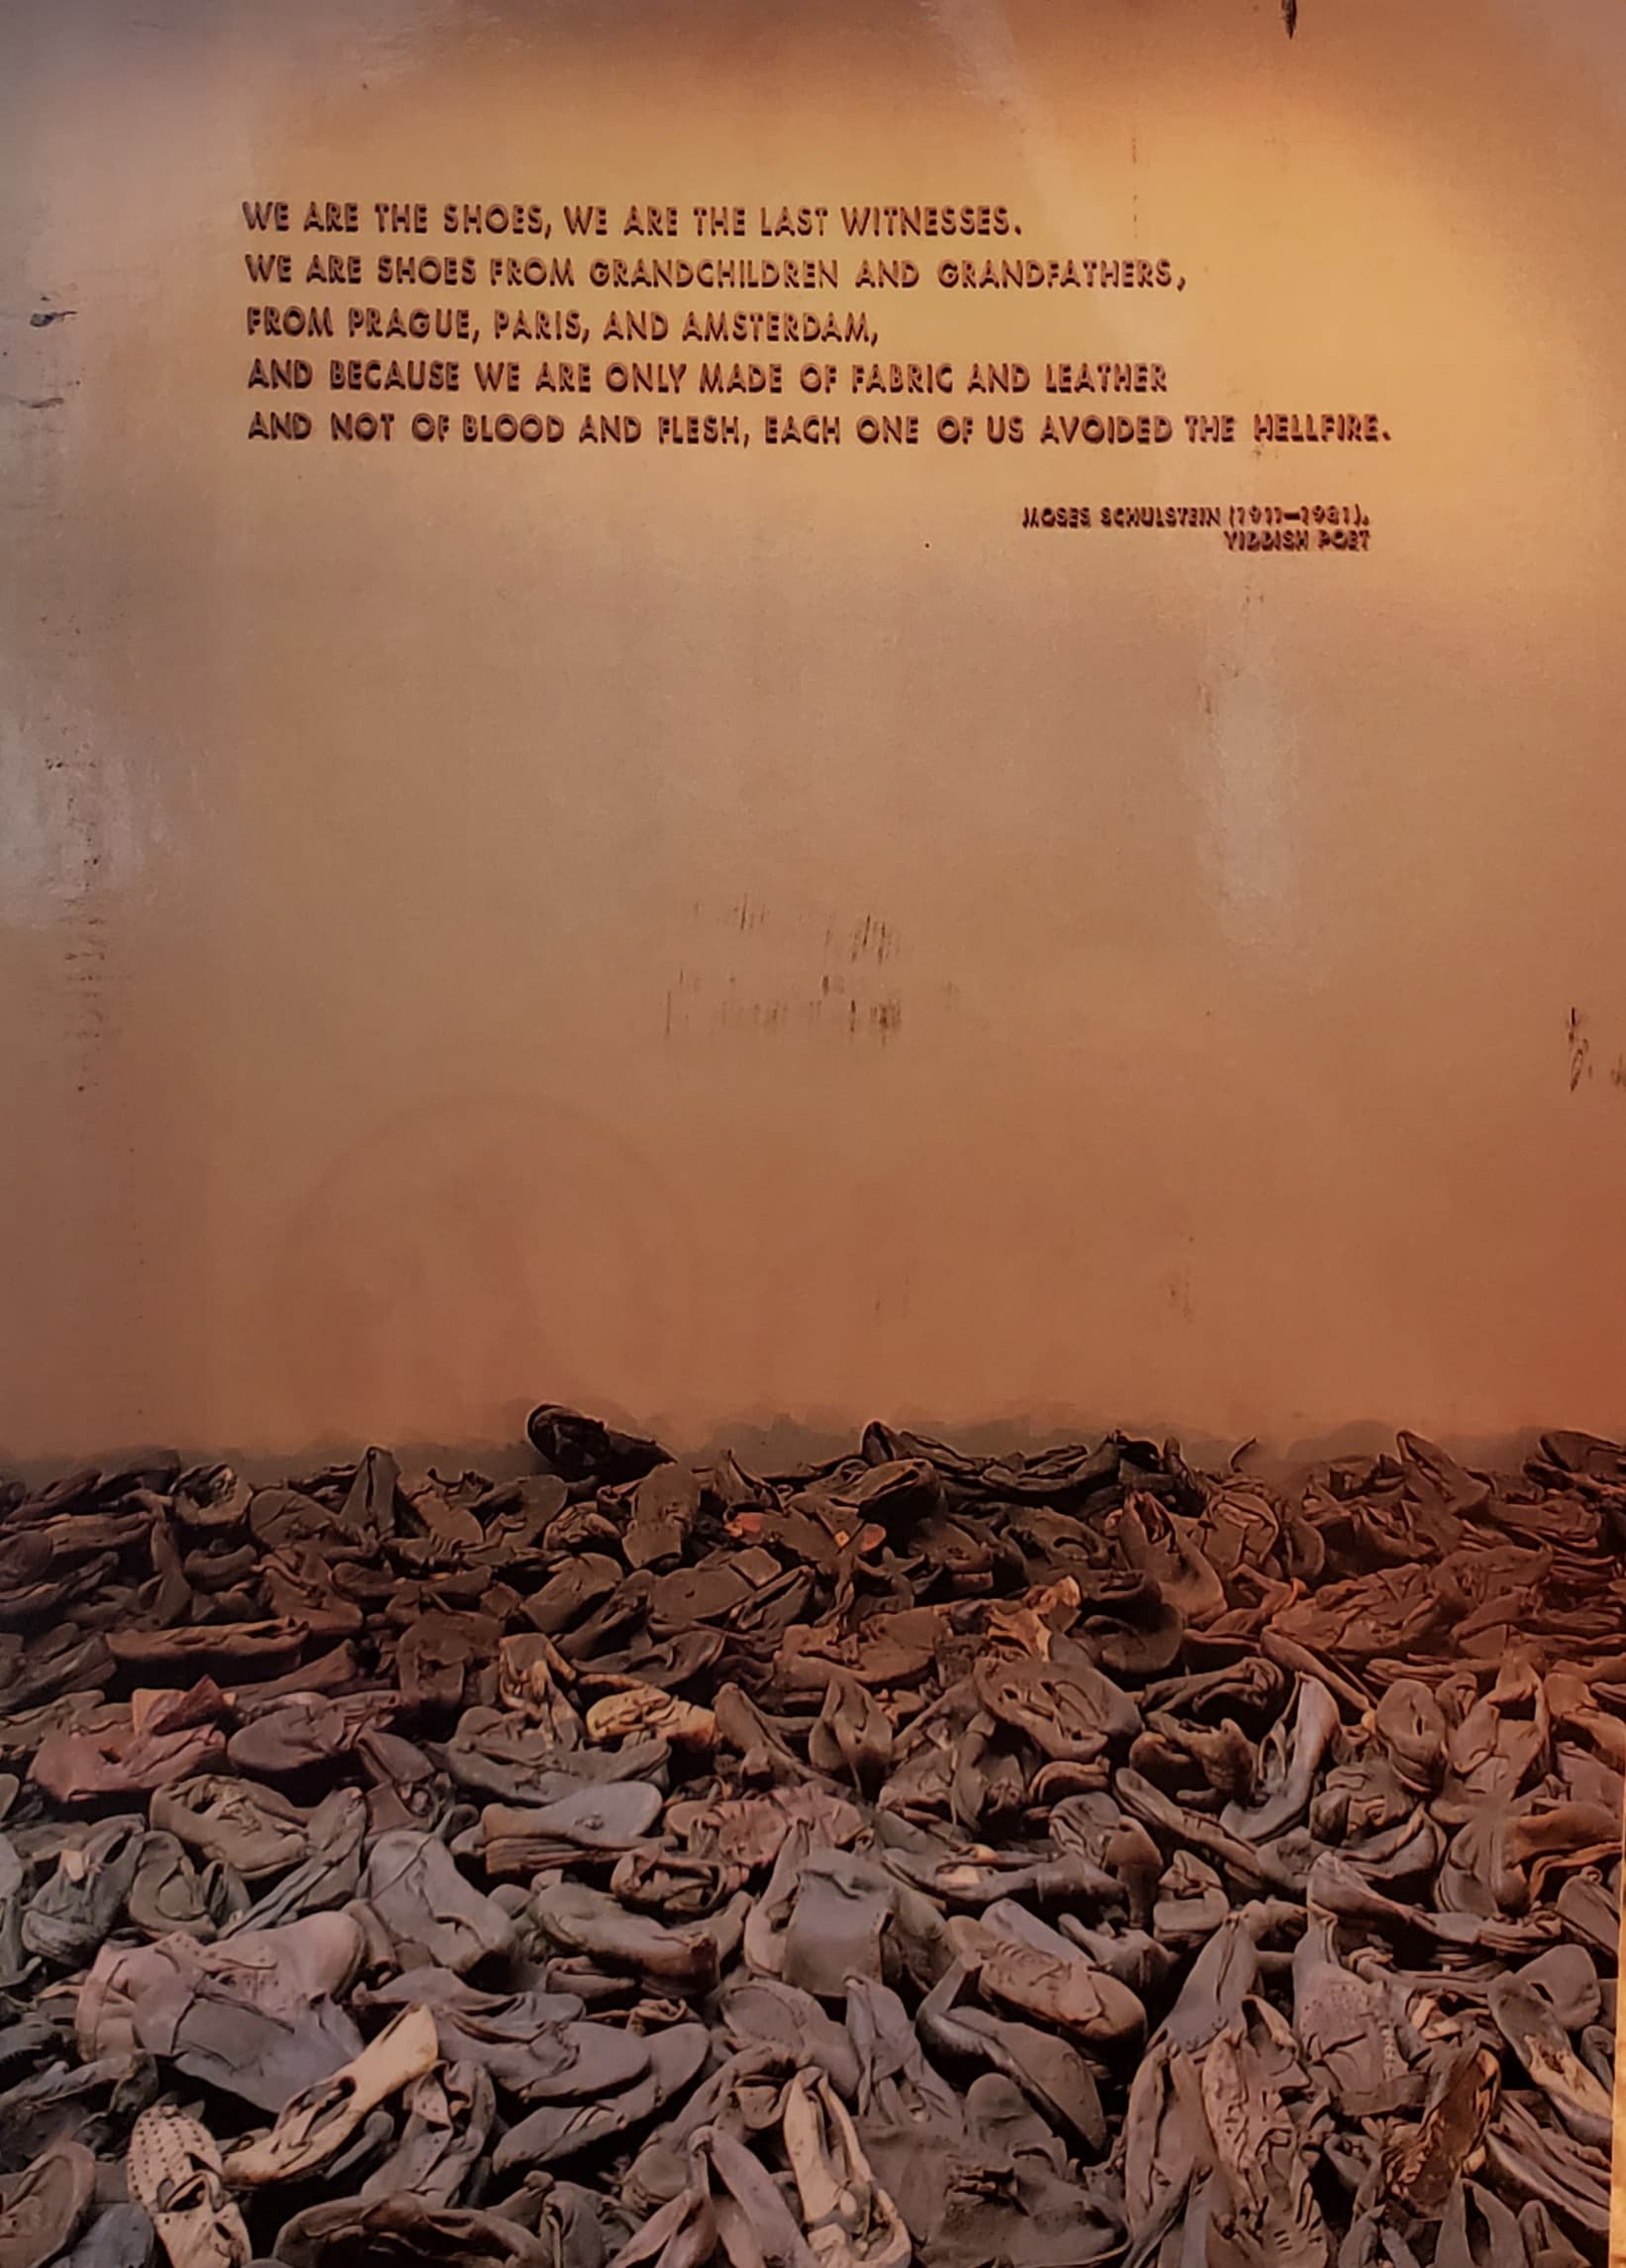 WE ARE THE SHOES, WE ARE THE LAST WITNESSES.
WE ARE SHOES FROM GRANDCHILDREN AND GRANDFATHERS,
FROM PRAGUE, PARIS, AND AMSTERDAM,
AND BECAUSE WE ARE ONLY MADE OF FABRIC AND LEATHER
AND NOT OF BLOOD AND FLESH, EACH ONE OF US AVOIDED THE HELLFIRE.
MOSES SCHULSTEIN (1911–1981),
YIDDISH POET